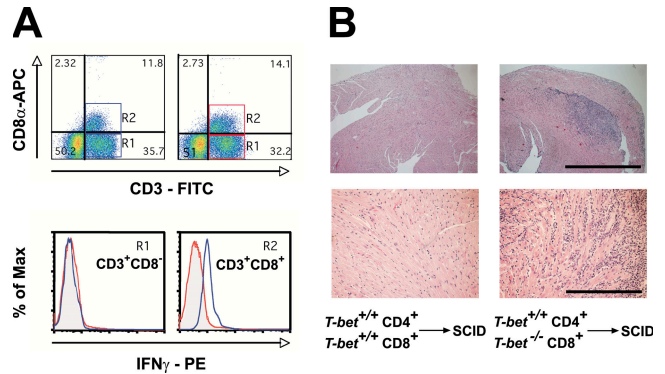 A
B
CD8α-APC
2.32 11.8
R2
R1
50.2 35.7
2.73 14.1
R2
R1
51 32.2
CD3 - FITC
% of Max
R1
CD3+CD8-
R2
CD3+CD8+
IFNγ - PE
T-bet+/+ CD4+
T-bet+/+ CD8+ SCID
T-bet+/+ CD4+
T-bet-/- CD8+ SCID